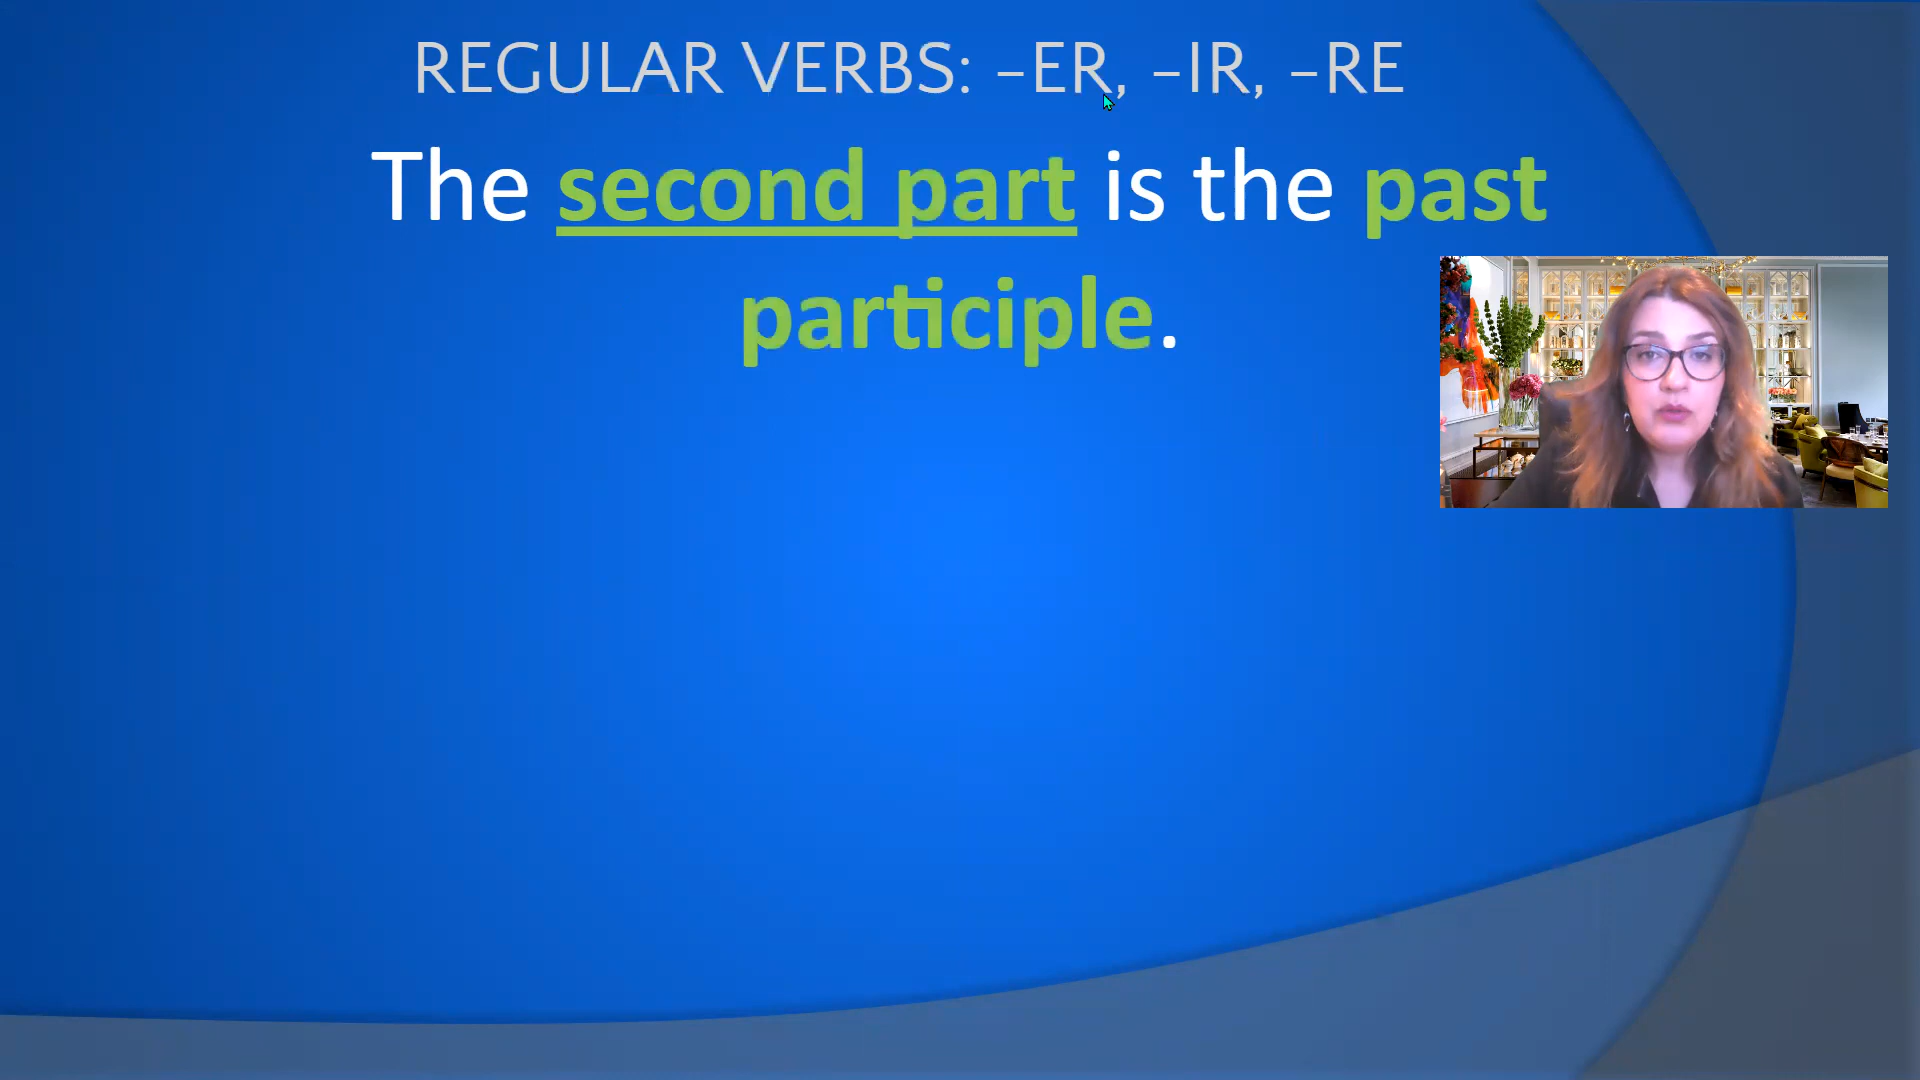 REGULAR VERBS: –ER, –IR, –RE
The second part is the past
participle.